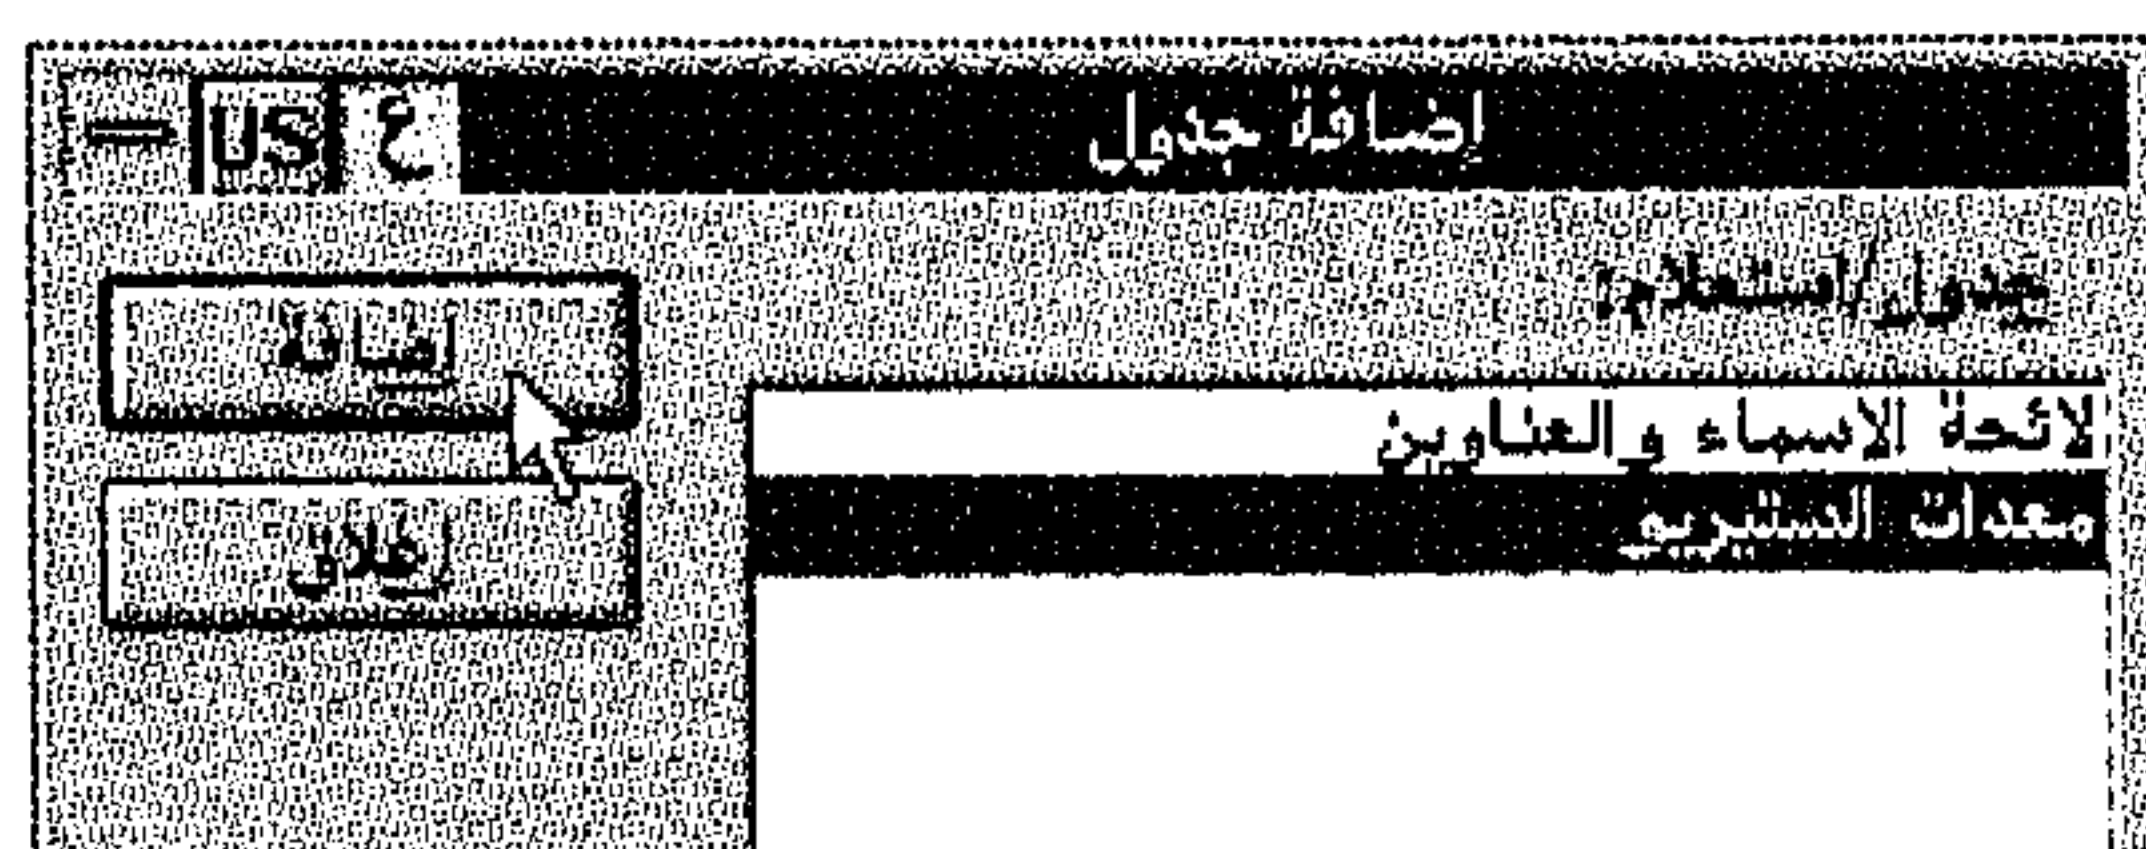 US ع إضافة جدول
جدول/استعلام:
إضافة
لائحة الاسماء والعناوين
معدات الستيريو
إغلاق